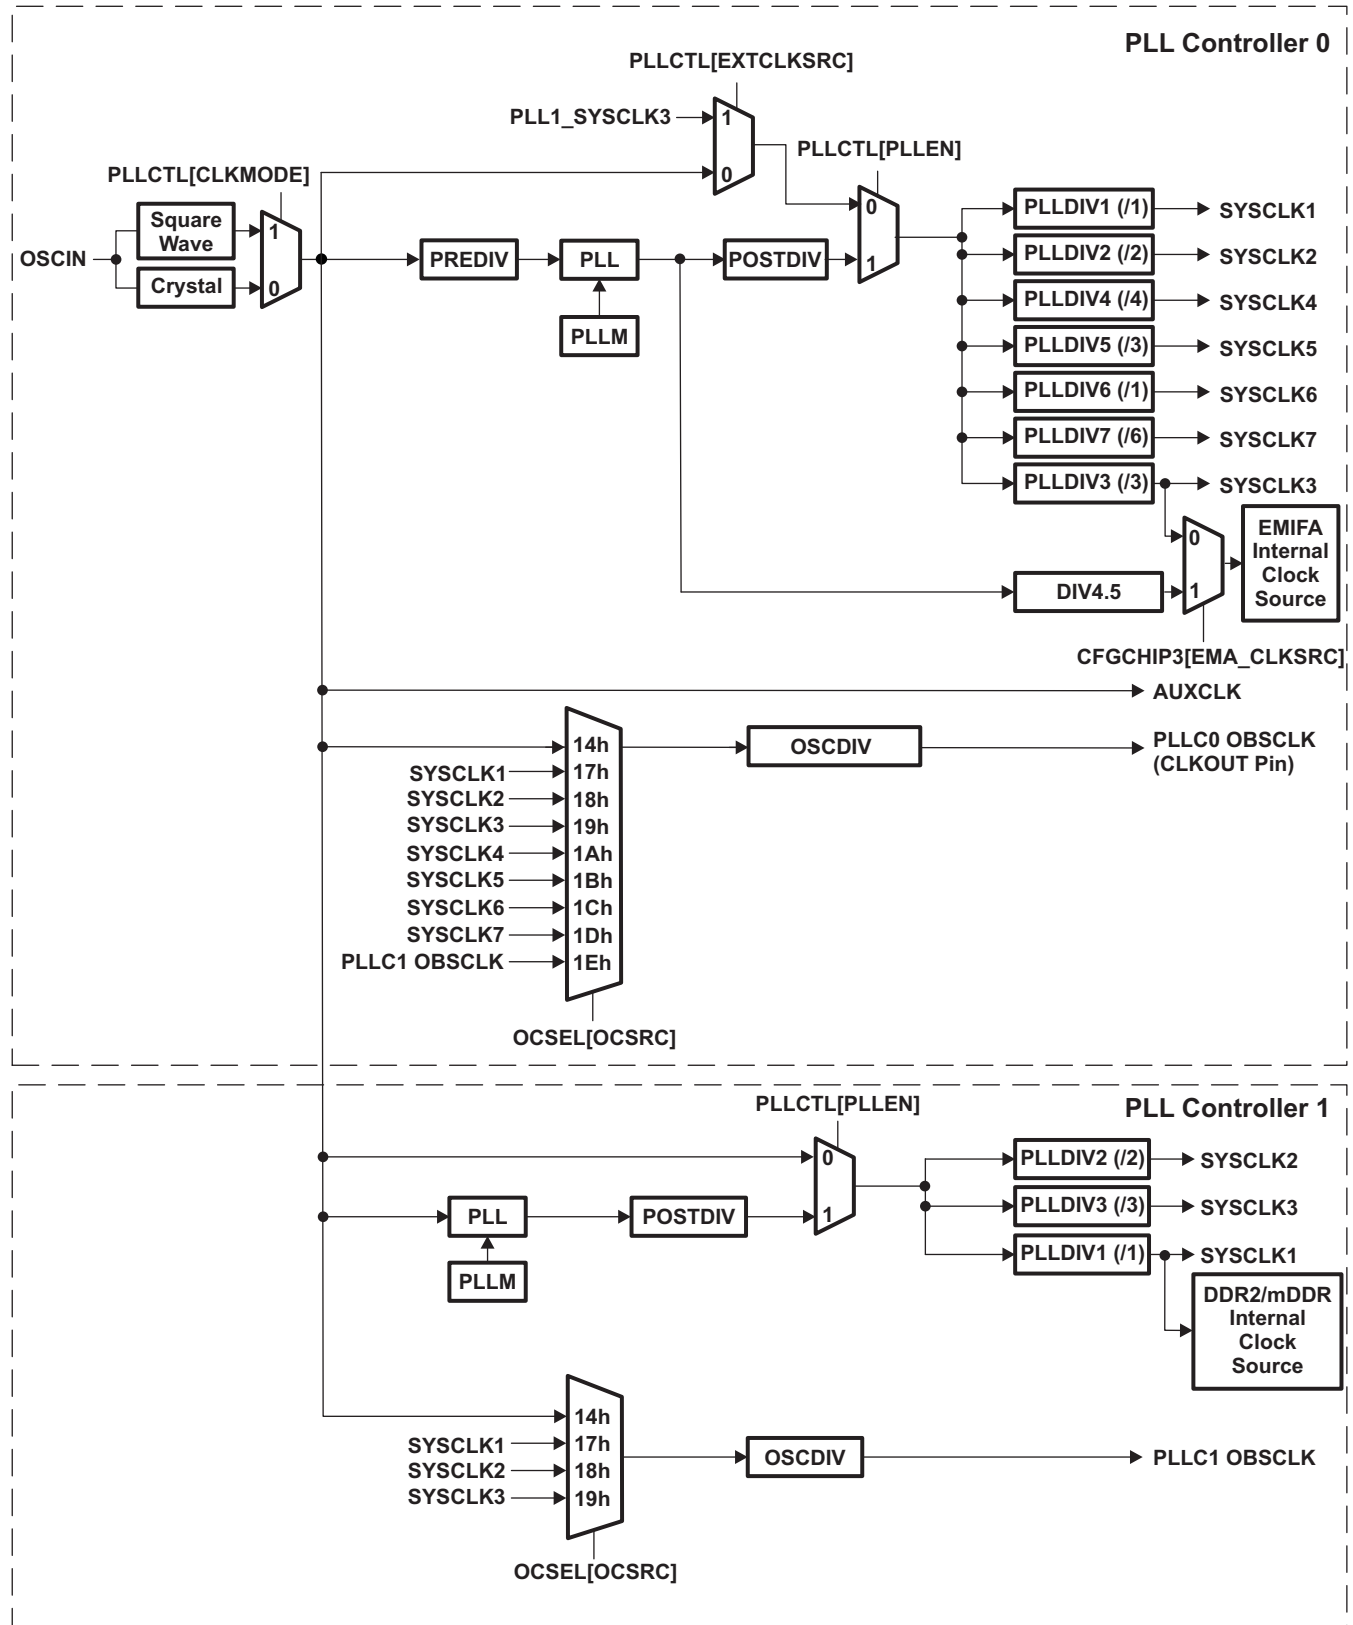 PLL Controller 0
PLLCTL[EXTCLKSRC]
PLL1_SYSCLK3
1
0
PLLCTL[PLLEN]
PLLCTL[CLKMODE]
OSCIN
Square
Wave
Crystal
1
0
PREDIV
PLL
PLLM
POSTDIV
0
1
PLLDIV1 (/1)
SYSCLK1
PLLDIV2 (/2)
SYSCLK2
PLLDIV4 (/4)
SYSCLK4
PLLDIV5 (/3)
SYSCLK5
PLLDIV6 (/1)
SYSCLK6
PLLDIV7 (/6)
SYSCLK7
PLLDIV3 (/3)
SYSCLK3
0
1
EMIFA
Internal
Clock
Source
DIV4.5
CFGCHIP3[EMA_CLKSRC]
AUXCLK
14h
OSCDIV
PLLC0 OBSCLK
(CLKOUT Pin)
SYSCLK1 17h
SYSCLK2 18h
SYSCLK3 19h
SYSCLK4 1Ah
SYSCLK5 1Bh
SYSCLK6 1Ch
SYSCLK7 1Dh
PLLC1 OBSCLK 1Eh
OCSEL[OCSRC]
PLL Controller 1
PLLCTL[PLLEN]
0
1
PLL
PLLM
POSTDIV
PLLDIV2 (/2)
SYSCLK2
PLLDIV3 (/3)
SYSCLK3
PLLDIV1 (/1)
SYSCLK1
DDR2/mDDR
Internal
Clock
Source
14h
SYSCLK1 17h
SYSCLK2 18h
SYSCLK3 19h
OSCDIV
PLLC1 OBSCLK
OCSEL[OCSRC]